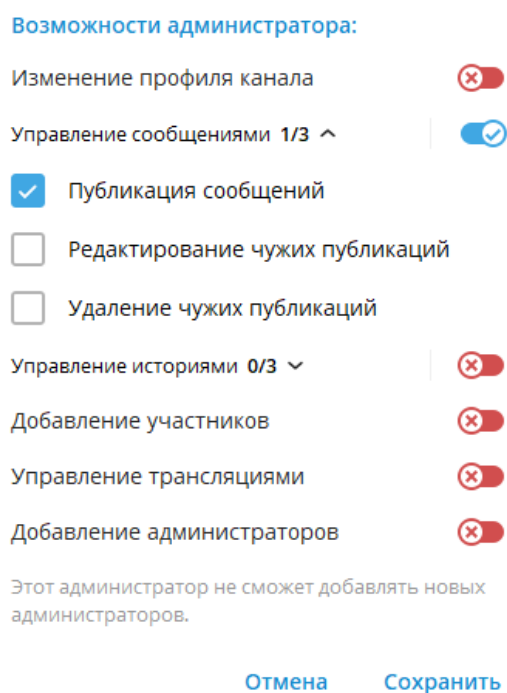 Возможности администратора:
Изменение профиля канала
Управление сообщениями 1/3
Публикация сообщений
Редактирование чужих публикаций
Удаление чужих публикаций
Управление историями 0/3
Добавление участников
Управление трансляциями
Добавление администраторов
Этот администратор не сможет добавлять новых
администраторов.
Отмена Сохранить